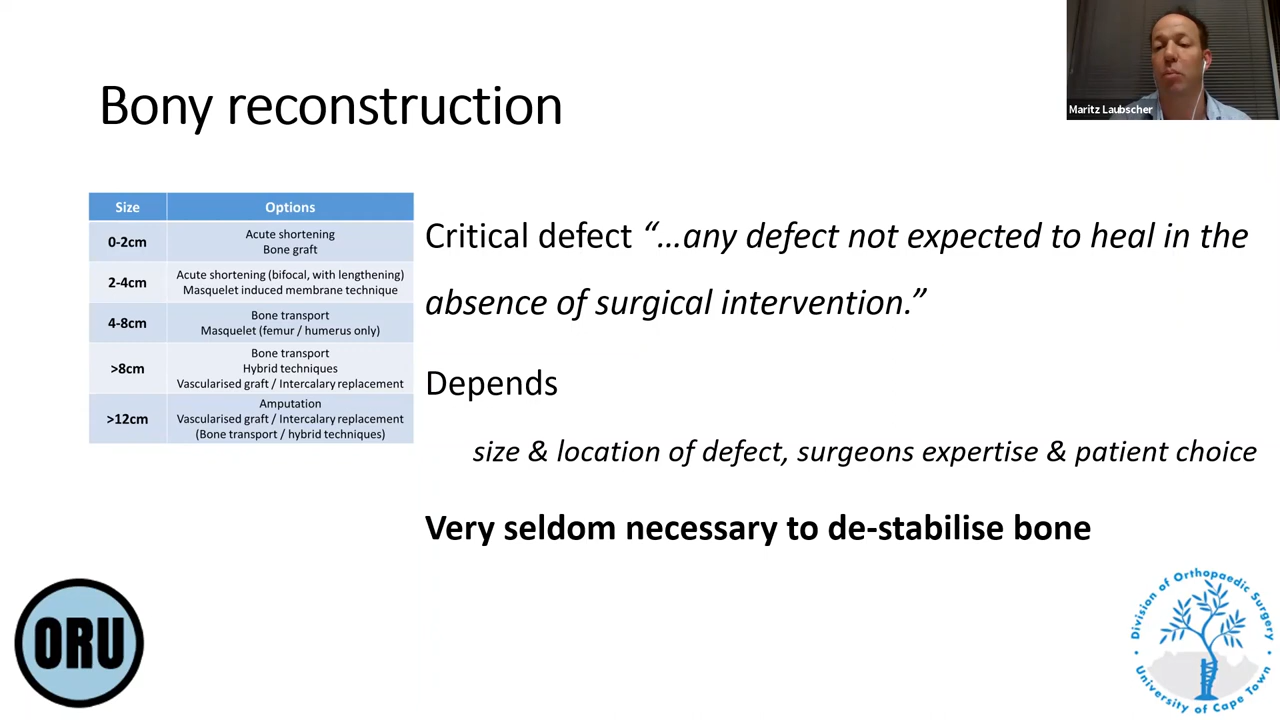 Maritz Laubscher
Bony reconstruction
Size Options
0-2cm Acute shortening
Bone graft
2-4cm Acute shortening (bifocal, with lengthening)
Masquelet induced membrane technique
4-8cm Bone transport
Masquelet (femur / humerus only)
>8cm Bone transport
Hybrid techniques
Vascularised graft / Intercalary replacement
>12cm Amputation
Vascularised graft / Intercalary replacement
(Bone transport / hybrid techniques)
Critical defect “…any defect not expected to heal in the
absence of surgical intervention.”
Depends
size & location of defect, surgeons expertise & patient choice
Very seldom necessary to de-stabilise bone
ORU
Division of Orthopaedic Surgery
University of Cape Town